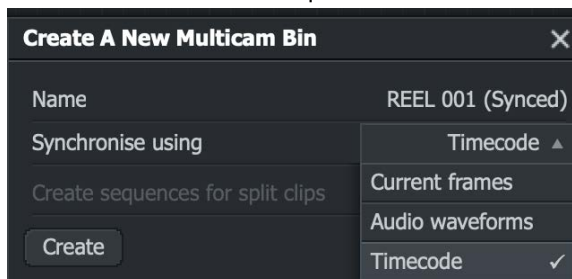 Create A New Multicam Bin ×
Name REEL 001 (Synced)
Synchronise using Timecode ▲
Create sequences for split clips Current frames
Audio waveforms
Create Timecode ✓